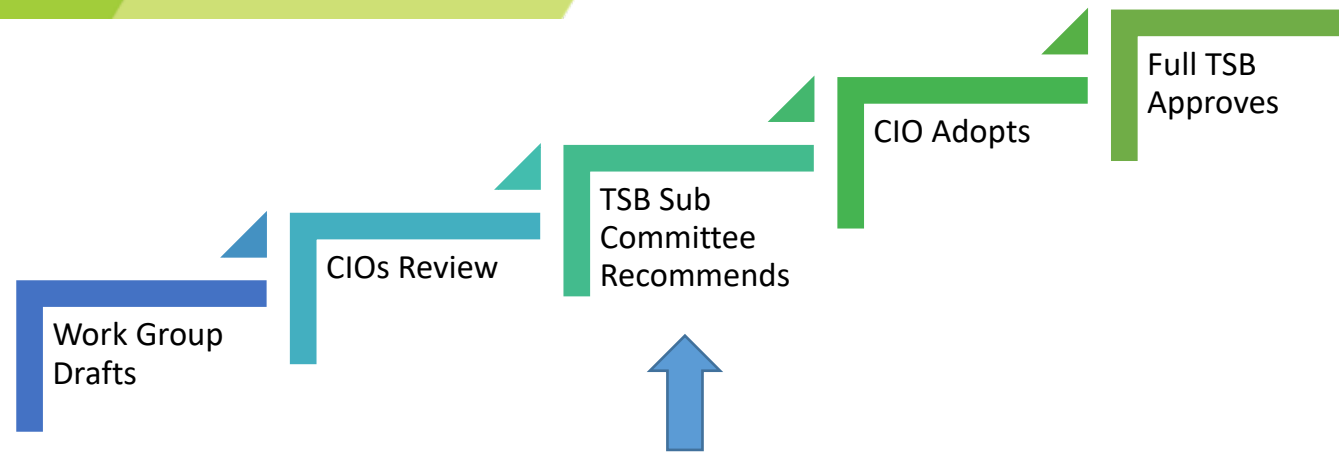 Work Group
Drafts
CIOs Review
TSB Sub
Committee
Recommends
CIO Adopts
Full TSB
Approves